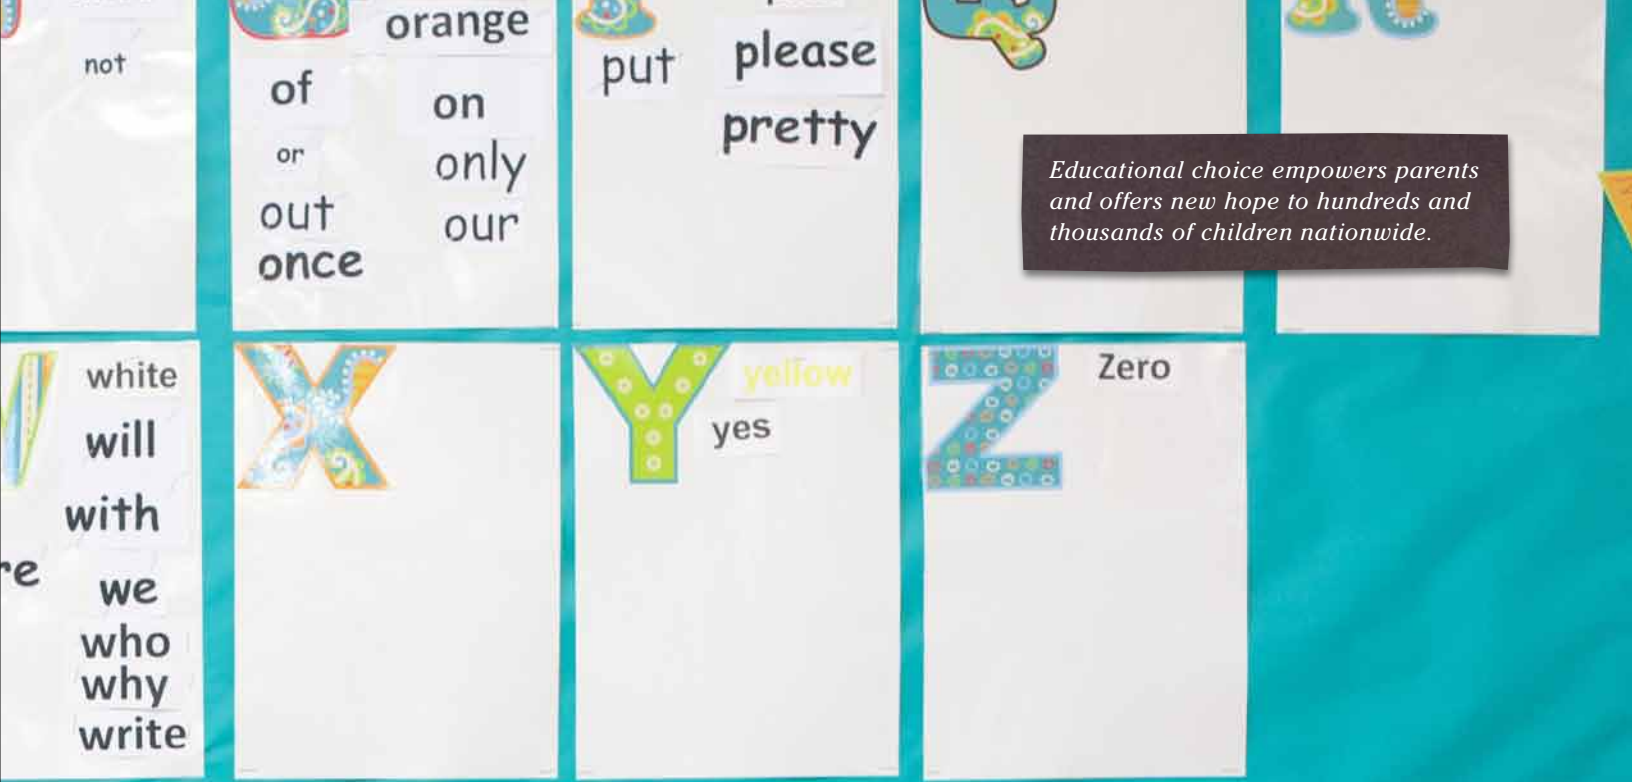 not
orange
of
on
or
only
out
our
once
put
please
pretty
Q
Educational choice empowers parents
and offers new hope to hundreds and
thousands of children nationwide.
white
will
with
we
who
why
write
X
Y
yellow
yes
Z
Zero